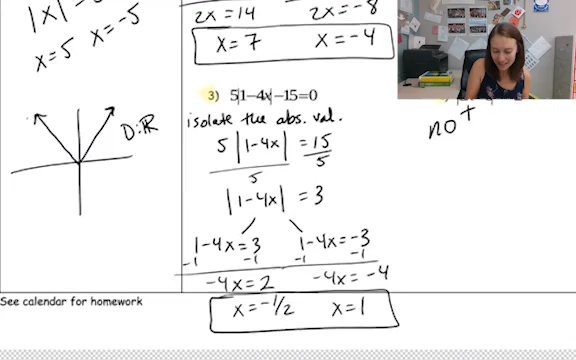 |x|
x=5 x=-5
2x=14 2x=-8
x=7 x=-4
3) 5|1-4x|-15=0
isolate the abs. val.
5|1-4x| = 15
5 5
|1-4x| = 3
1-4x=3 1-4x=-3
-1 -1 -1 -1
-4x=2 -4x=-4
x=-1/2 x=1
D:ℝ
not
See calendar for homework